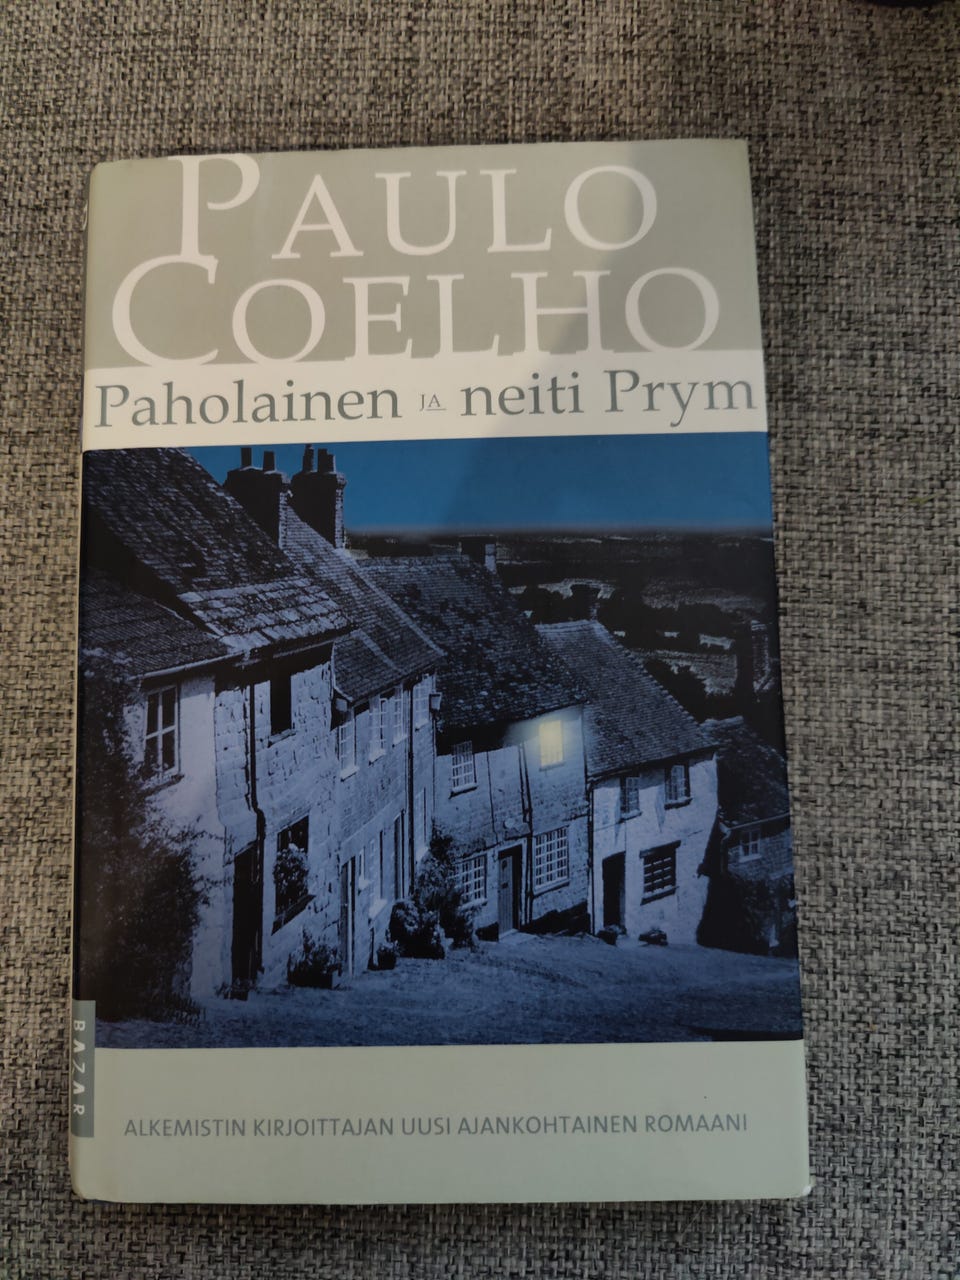 PAULO
COELHO
Paholainen JA neiti Prym
BAZAR
ALKEMISTIN KIRJOITTAJAN UUSI AJANKOHTAINEN ROMAANI